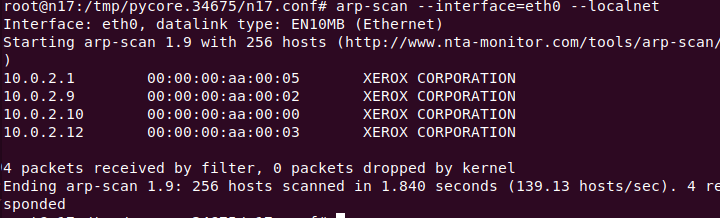 root@n17:/tmp/pycore.34675/n17.conf# arp-scan --interface=eth0 --localnet
Interface: eth0, datalink type: EN10MB (Ethernet)
Starting arp-scan 1.9 with 256 hosts (http://www.nta-monitor.com/tools/arp-scan/
)
10.0.2.1 00:00:00:aa:00:05 XEROX CORPORATION
10.0.2.9 00:00:00:aa:00:02 XEROX CORPORATION
10.0.2.10 00:00:00:aa:00:00 XEROX CORPORATION
10.0.2.12 00:00:00:aa:00:03 XEROX CORPORATION
4 packets received by filter, 0 packets dropped by kernel
Ending arp-scan 1.9: 256 hosts scanned in 1.840 seconds (139.13 hosts/sec). 4 re
sponded